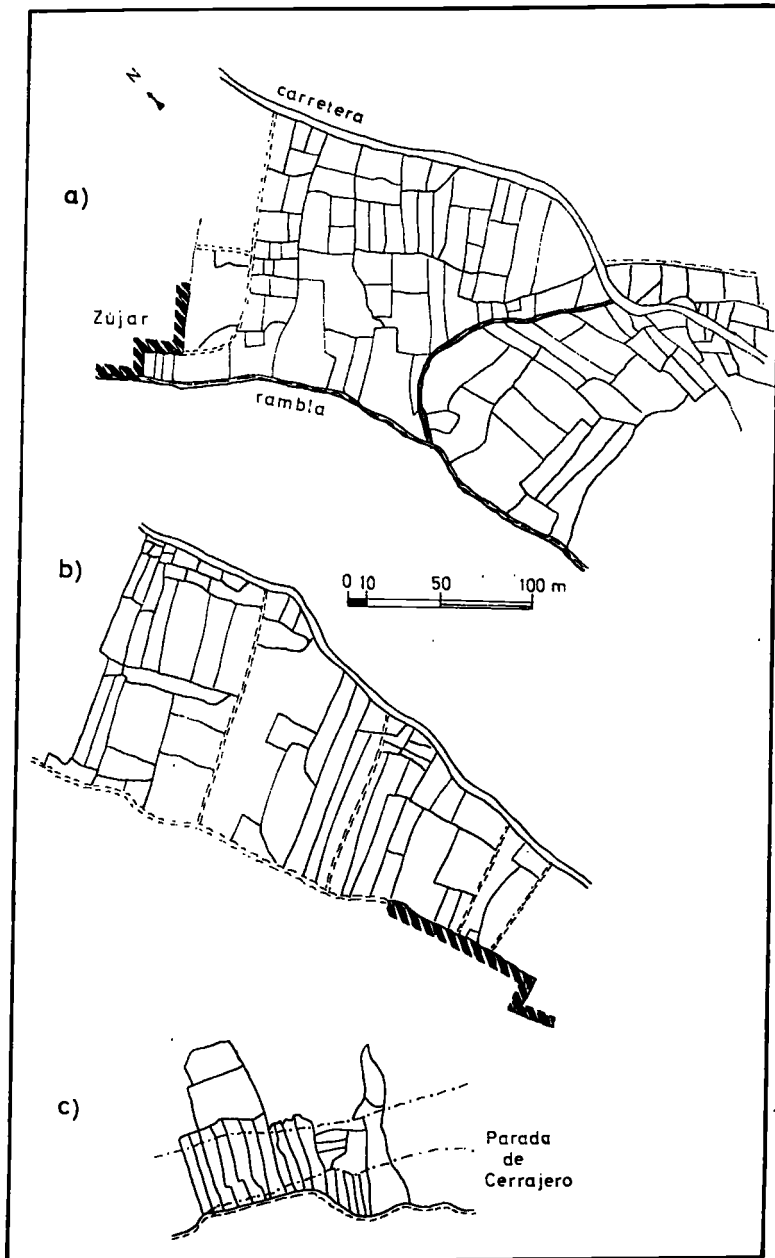 N
carretera
a)
Zújar
rambla
b)
0 10 50 100 m
c)
Parada
de
Cerrajero